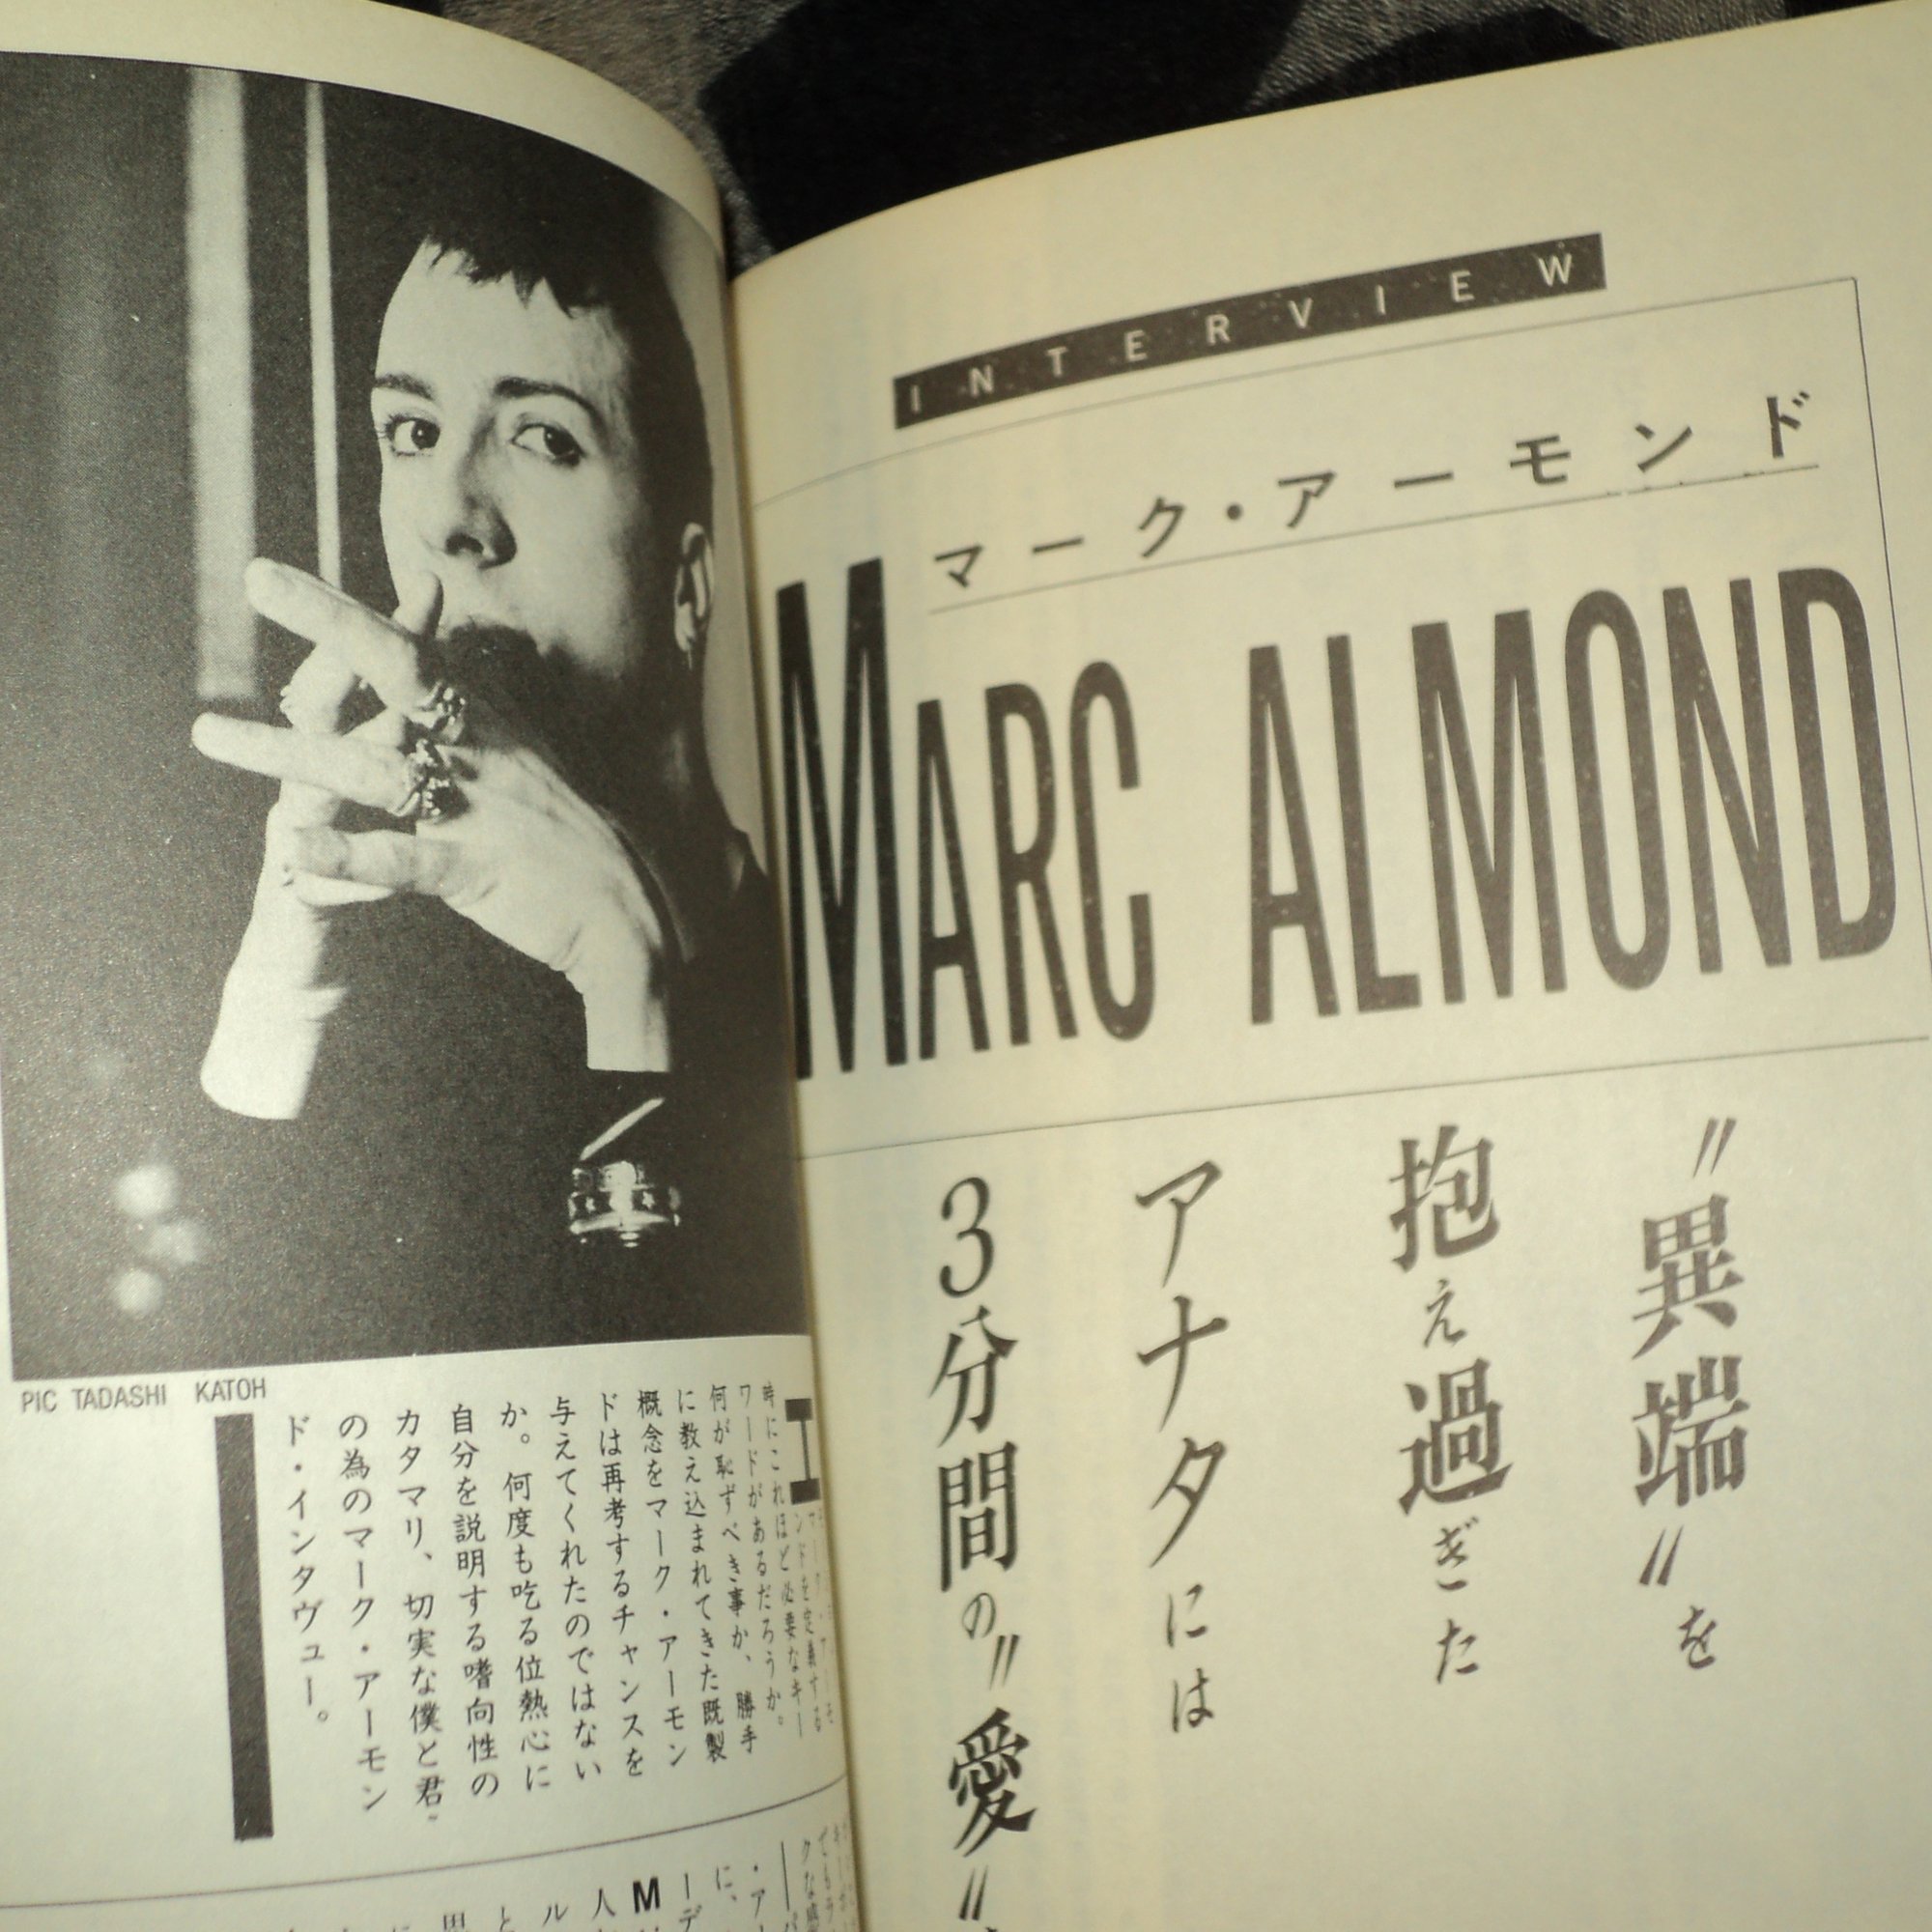 INTERVIEW
マーク・アーモンド
MARC ALMOND
〝異端〟を
抱え過ぎた
アナタには
3分間の〝愛〟
PIC TADASHI KATOH
ンドを定義する
時にこれほど必要なキー
ワードがあるだろうか。
何が恥ずべき事か、勝手
に教え込まれてきた既製
概念をマーク・アーモン
ドは再考するチャンスを
与えてくれたのではない
か。何度も吃る位熱心に
自分を説明する嗜向性の
カタマリ、切実な僕と君
の為のマーク・アーモン
ド・インタヴュー。
M